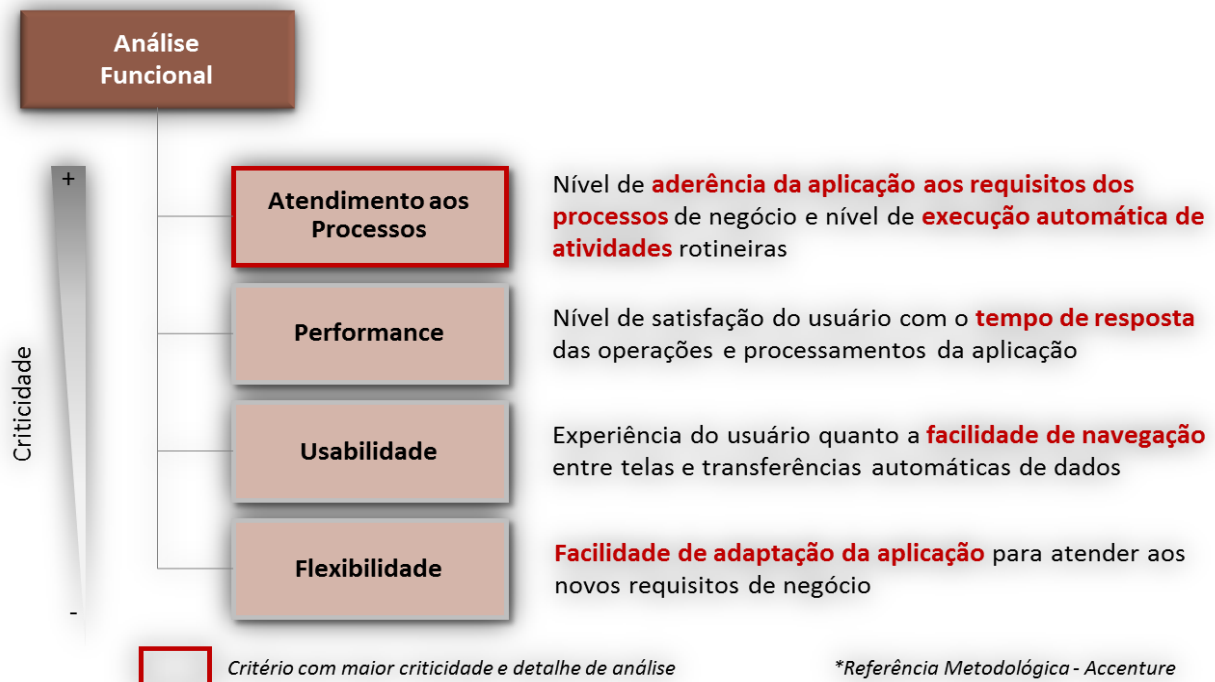 Análise
Funcional
+
Atendimento aos
Processos
Nível de aderência da aplicação aos requisitos dos
processos de negócio e nível de execução automática de
atividades rotineiras
Performance
Nível de satisfação do usuário com o tempo de resposta
das operações e processamentos da aplicação
Criticidade
Usabilidade
Experiência do usuário quanto a facilidade de navegação
entre telas e transferências automáticas de dados
Flexibilidade
Facilidade de adaptação da aplicação para atender aos
novos requisitos de negócio
-
Critério com maior criticidade e detalhe de análise
*Referência Metodológica - Accenture